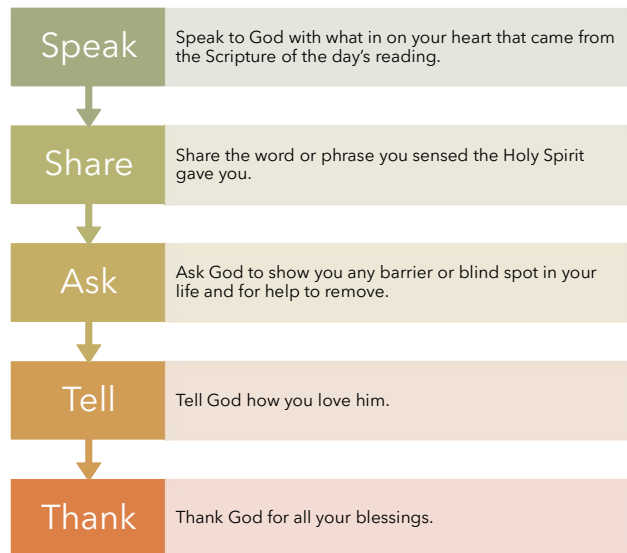 Speak
Speak to God with what in on your heart that came from
the Scripture of the day's reading.
Share
Share the word or phrase you sensed the Holy Spirit
gave you.
Ask
Ask God to show you any barrier or blind spot in your
life and for help to remove.
Tell
Tell God how you love him.
Thank
Thank God for all your blessings.